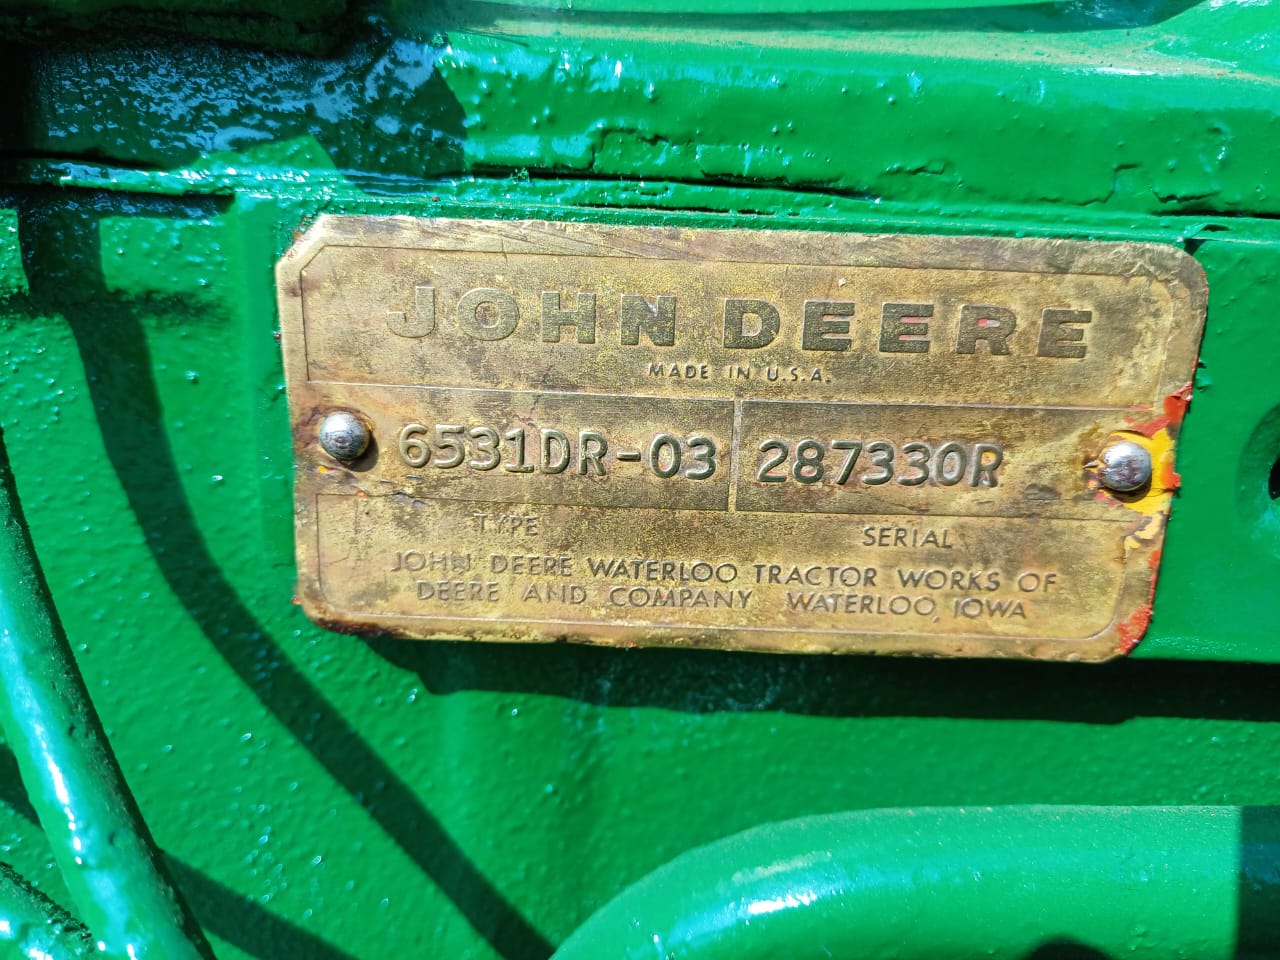 JOHN DEERE
MADE IN U.S.A.
6531DR-03 287330R
TYPE SERIAL
JOHN DEERE WATERLOO TRACTOR WORKS OF
DEERE AND COMPANY WATERLOO, IOWA